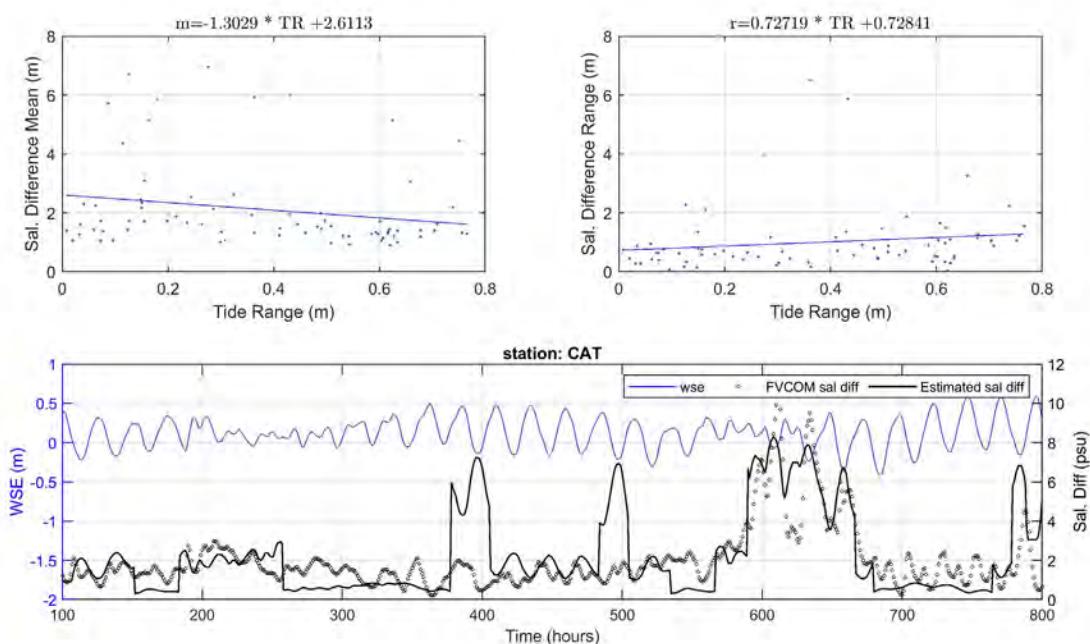 m=-1.3029 * TR +2.6113
8
6
4
2
0
Sal. Difference Mean (m)
0 0.2 0.4 0.6 0.8
Tide Range (m)
r=0.72719 * TR +0.72841
8
6
4
2
0
Sal. Difference Range (m)
0 0.2 0.4 0.6 0.8
Tide Range (m)
station: CAT
wse FVCOM sal diff Estimated sal diff
1
0.5
0
-0.5
-1
-1.5
-2
WSE (m)
12
10
8
6
4
2
0
Sal. Diff (psu)
100 200 300 400 500 600 700 800
Time (hours)